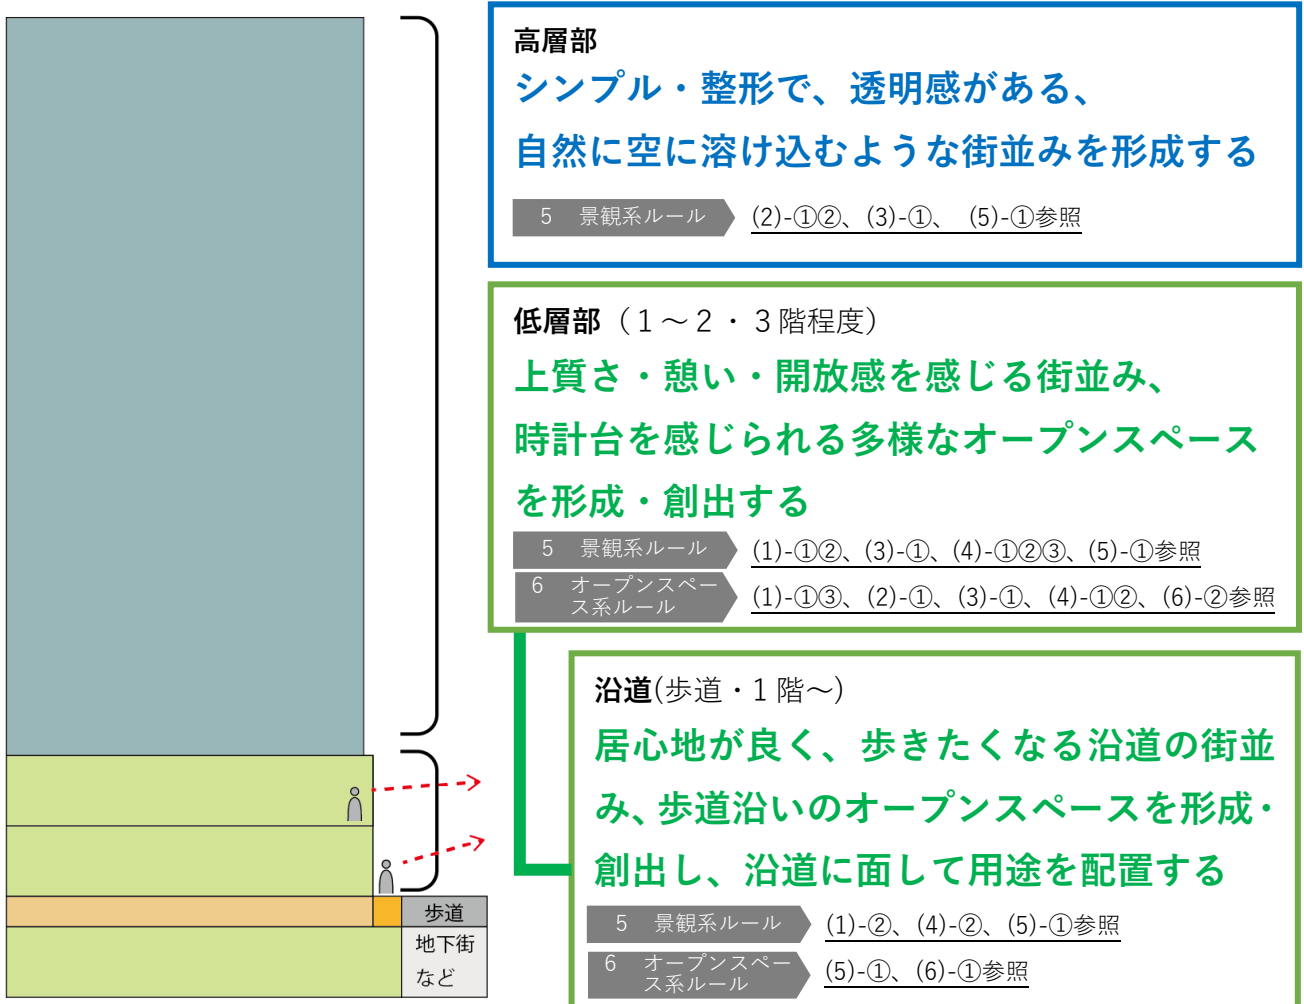 高層部
シンプル・整形で、透明感がある、
自然に空に溶け込むような街並みを形成する
5 景観系ルール (2)-①②、(3)-①、 (5)-①参照
低層部（１～２・３階程度）
上質さ・憩い・開放感を感じる街並み、
時計台を感じられる多様なオープンスペース
を形成・創出する
5 景観系ルール (1)-①②、(3)-①、(4)-①②③、(5)-①参照
6 オープンスペー
ス系ルール
(1)-①③、(2)-①、(3)-①、(4)-①②、(6)-②参照
沿道(歩道・１階～)
居心地が良く、歩きたくなる沿道の街並
み、歩道沿いのオープンスペースを形成・
創出し、沿道に面して用途を配置する
5 景観系ルール (1)-②、(4)-②、(5)-①参照
6 オープンスペー
ス系ルール
(5)-①、(6)-①参照
歩道
地下街
など